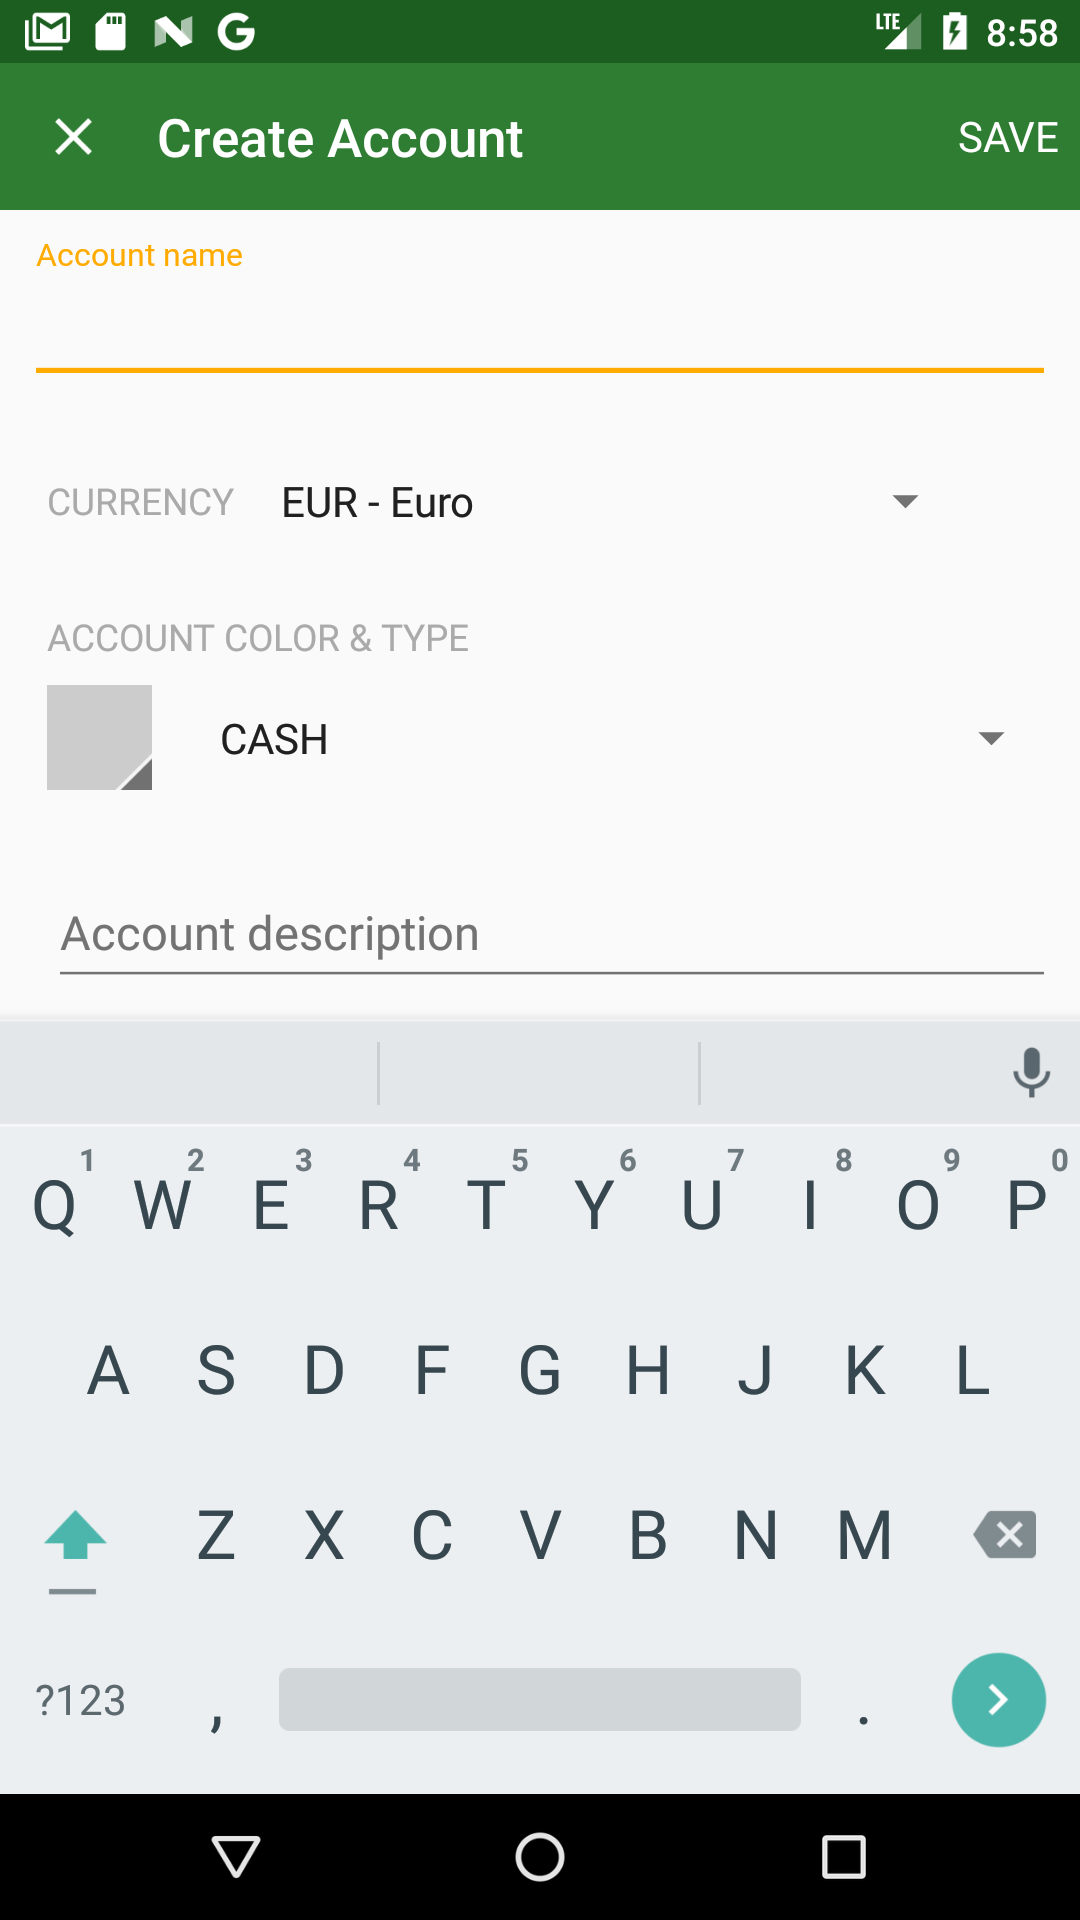 LTE 8:58
Create Account SAVE
Account name
CURRENCY EUR - Euro
ACCOUNT COLOR & TYPE
CASH
Account description
1 2 3 4 5 6 7 8 9 0
Q W E R T Y U I O P
A S D F G H J K L
Z X C V B N M
?123 , .